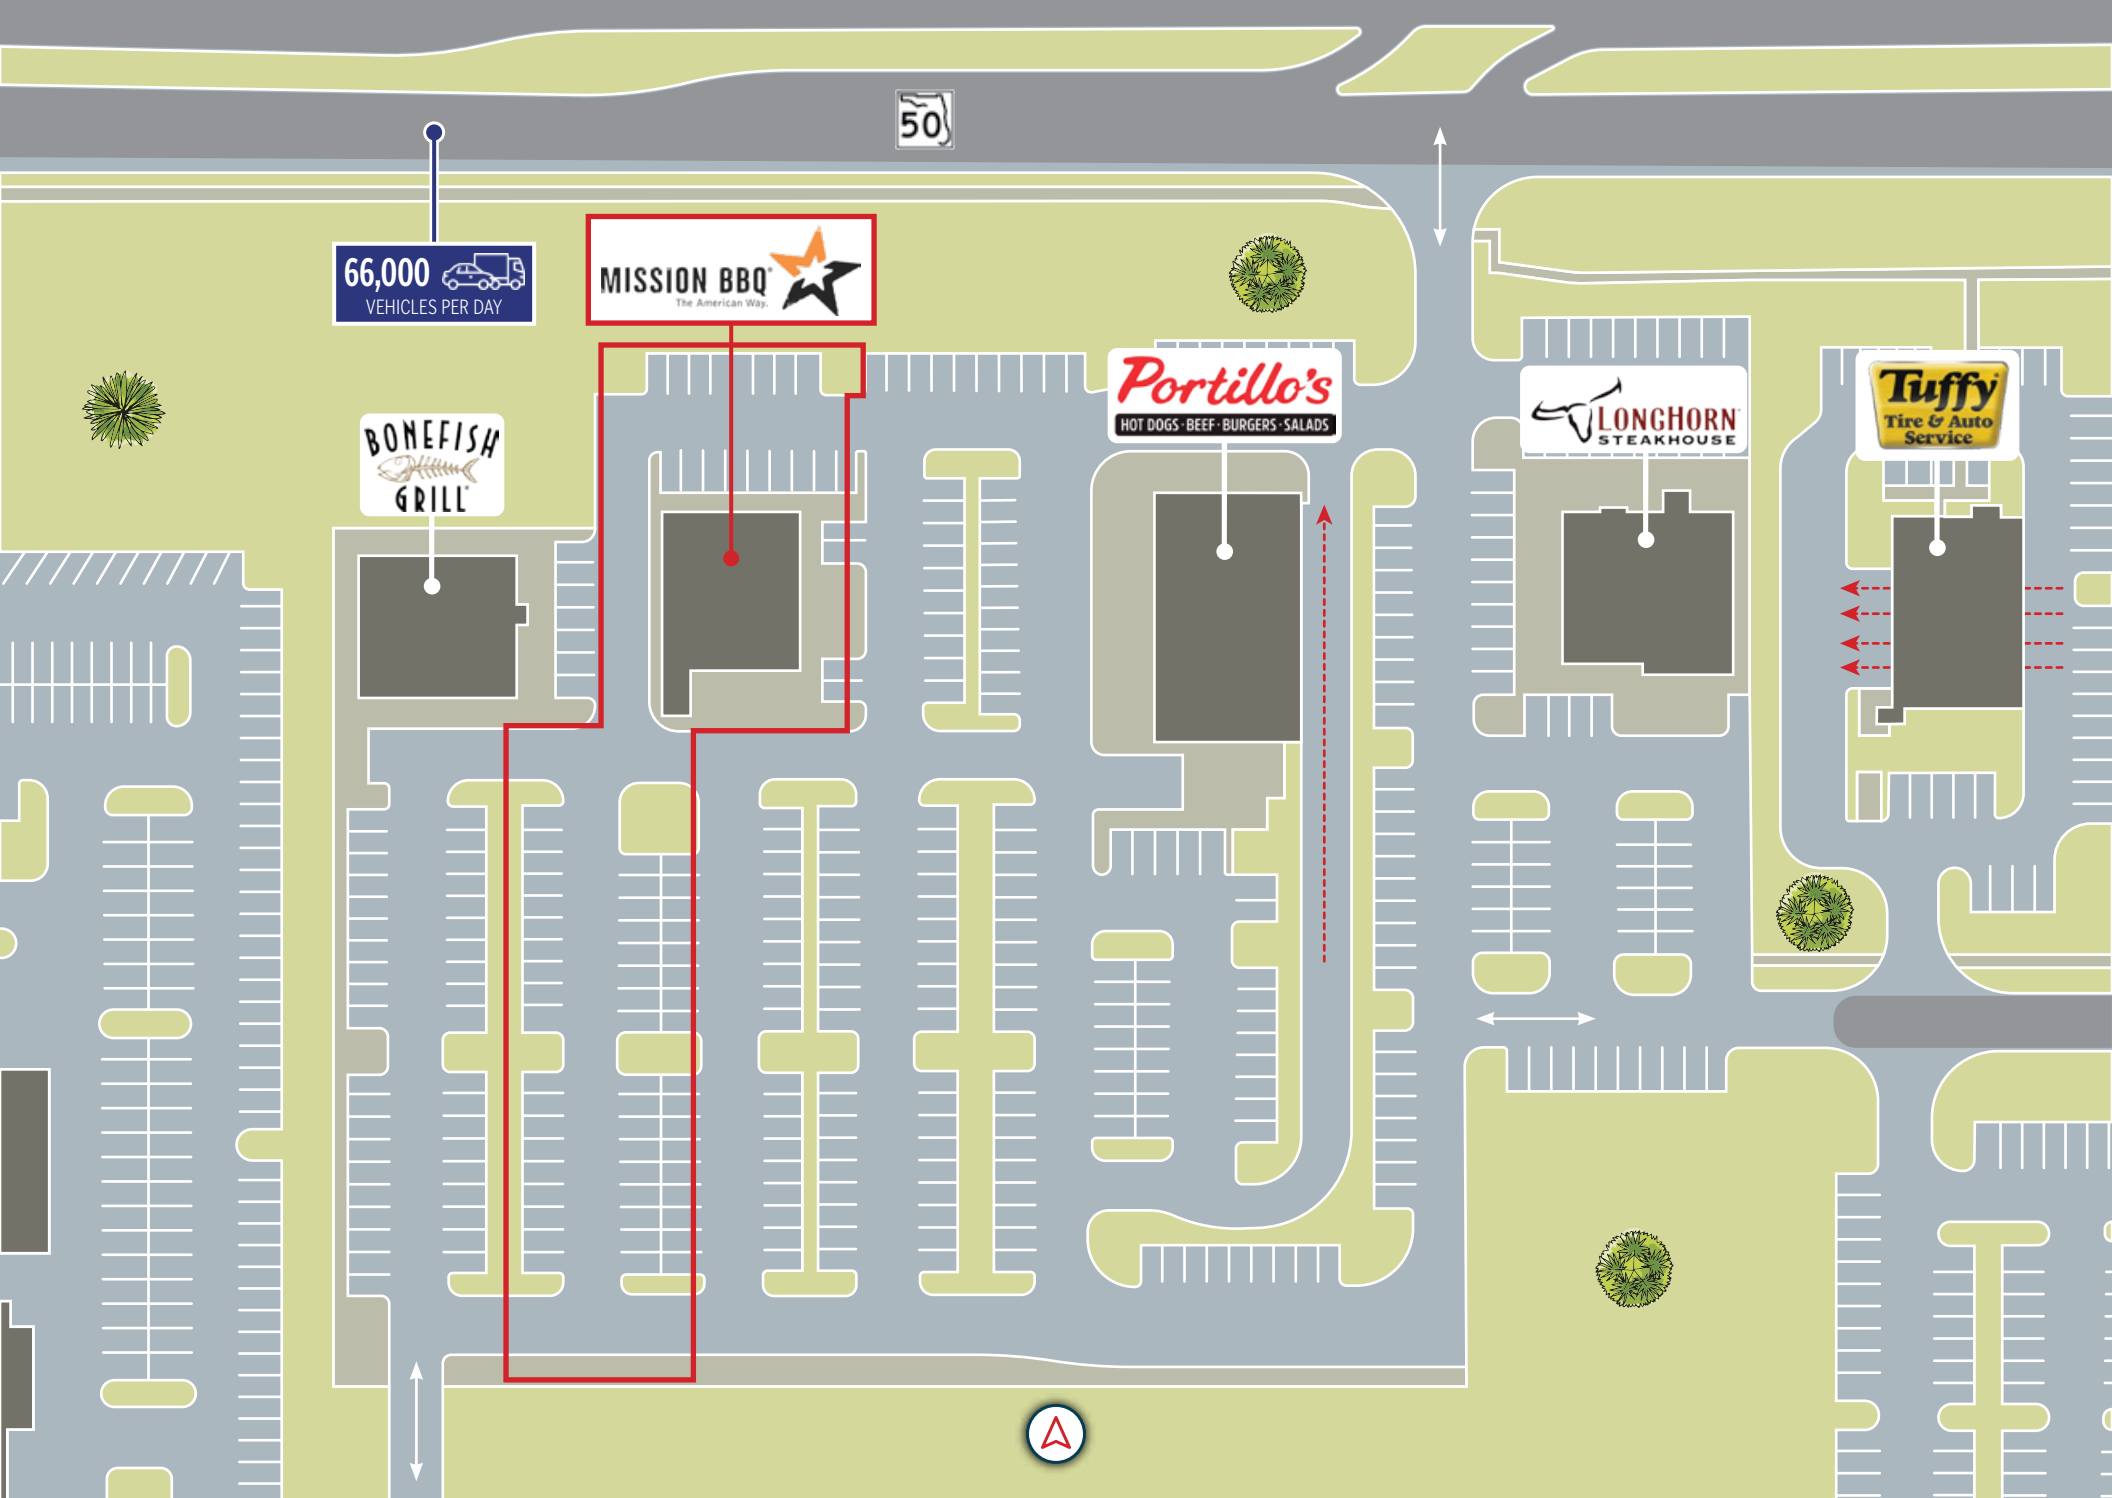 50
66,000
VEHICLES PER DAY
MISSION BBQ
The American Way.
BONEFISH
GRILL
Portillo's
HOT DOGS · BEEF · BURGERS · SALADS
LONGHORN
STEAKHOUSE
Tuffy
Tire & Auto
Service